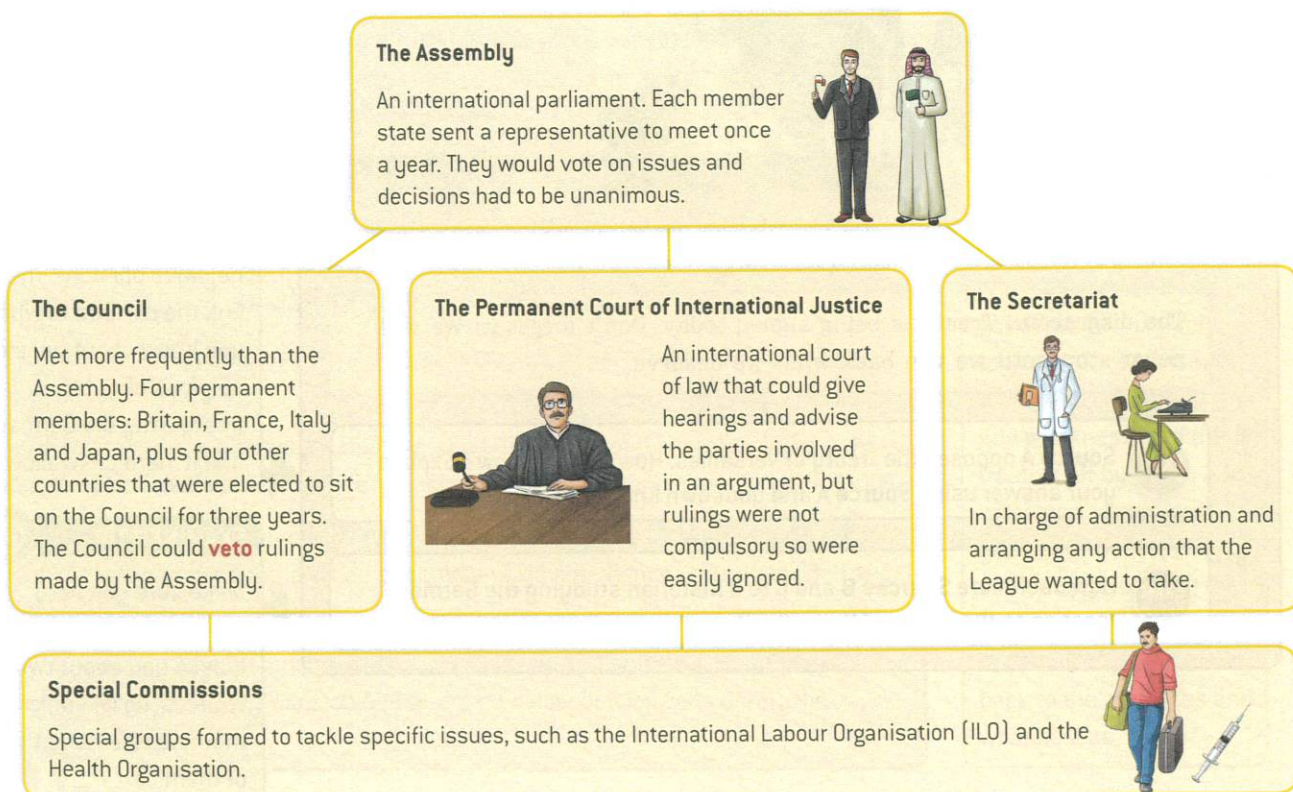 The Assembly
An international parliament. Each member
state sent a representative to meet once
a year. They would vote on issues and
decisions had to be unanimous.
The Council
Met more frequently than the
Assembly. Four permanent
members: Britain, France, Italy
and Japan, plus four other
countries that were elected to sit
on the Council for three years.
The Council could veto rulings
made by the Assembly.
The Permanent Court of International Justice
An international court
of law that could give
hearings and advise
the parties involved
in an argument, but
rulings were not
compulsory so were
easily ignored.
The Secretariat
In charge of administration and
arranging any action that the
League wanted to take.
Special Commissions
Special groups formed to tackle specific issues, such as the International Labour Organisation (ILO) and the
Health Organisation.